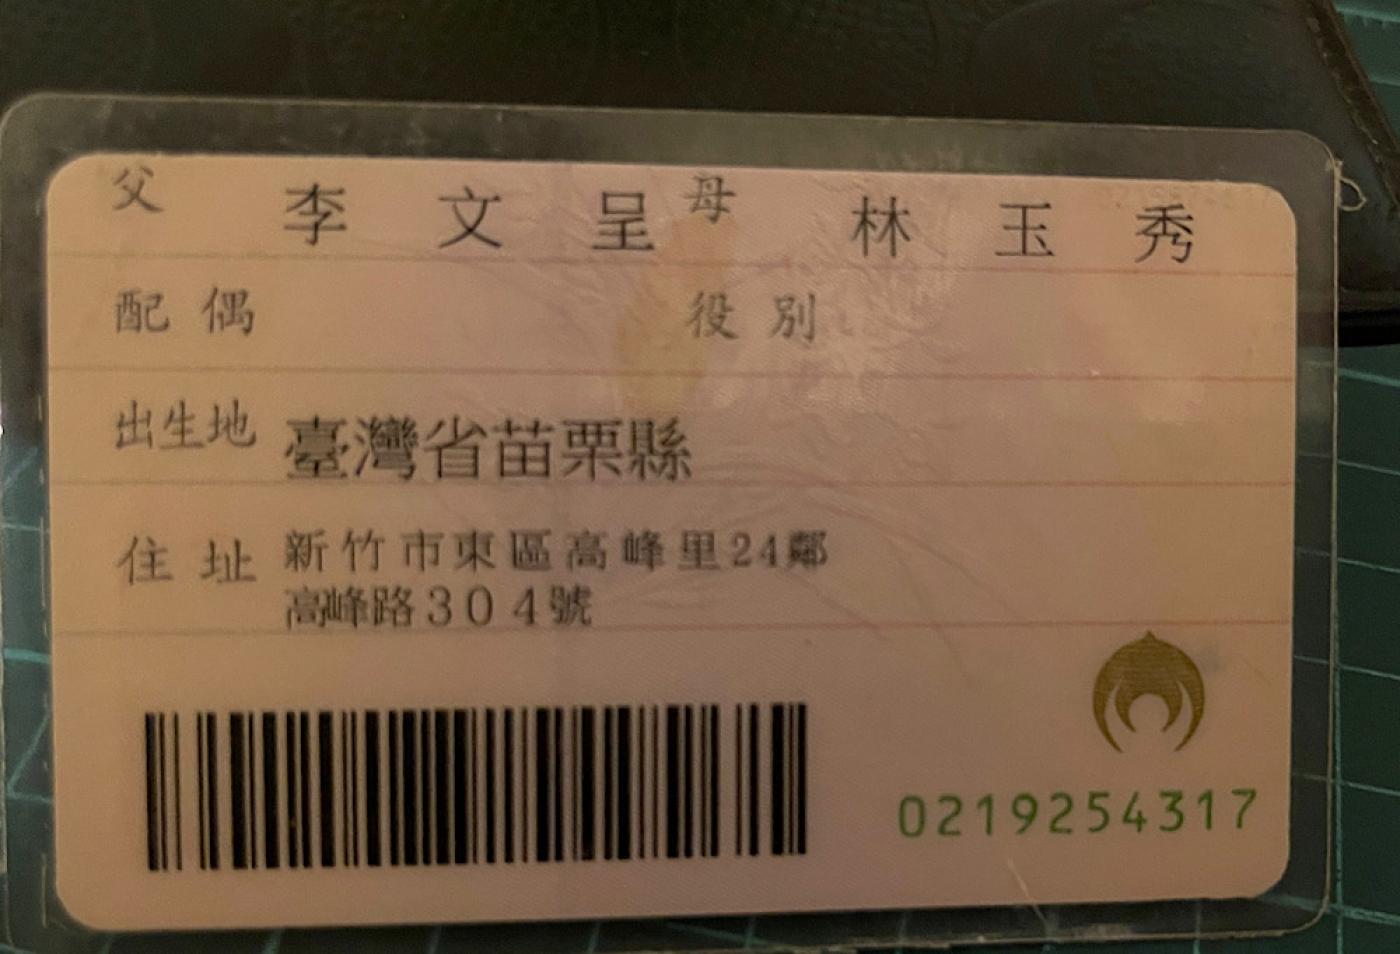 父 李文呈 母 林玉秀
配偶 役別
出生地 臺灣省苗栗縣
住址 新竹市東區高峰里24鄰
高峰路304號
0219254317